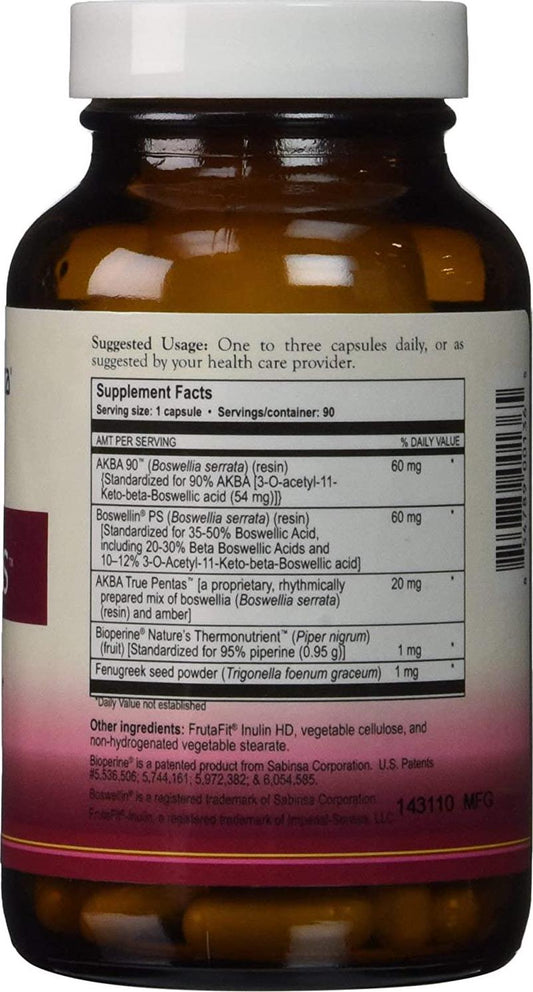 Suggested Usage: One to three capsules daily, or as
suggested by your health care provider.
Supplement Facts
Serving size: 1 capsule • Servings/container: 90
AMT PER SERVING % DAILY VALUE
AKBA 90™ (Boswellia serrata) (resin) 60 mg *
{Standardized for 90% AKBA [3-O-acetyl-11-
Keto-beta-Boswellic acid (54 mg)]}
Boswellin® PS (Boswellia serrata) (resin) 60 mg *
[Standardized for 35-50% Boswellic Acid,
including 20-30% Beta Boswellic Acids and
10–12% 3-O-Acetyl-11-Keto-beta-Boswellic acid]
AKBA True Pentas™ [a proprietary, rhythmically 20 mg *
prepared mix of boswellia (Boswellia serrata)
(resin) and amber]
Bioperine® Nature's Thermonutrient™ (Piper nigrum)
(fruit) [Standardized for 95% piperine (0.95 g)] 1 mg *
Fenugreek seed powder (Trigonella foenum graceum) 1 mg *
*Daily Value not established
Other ingredients: FrutaFit® Inulin HD, vegetable cellulose, and
non-hydrogenated vegetable stearate.
Bioperine® is a patented product from Sabinsa Corporation. U.S. Patents
#5,536,506; 5,744,161; 5,972,382; & 6,054,585.
Boswellin® is a registered trademark of Sabinsa Corporation.
FrutaFit®-Inulin, a registered trademark of Imperial-Sensus, LLC.
143110 MFG